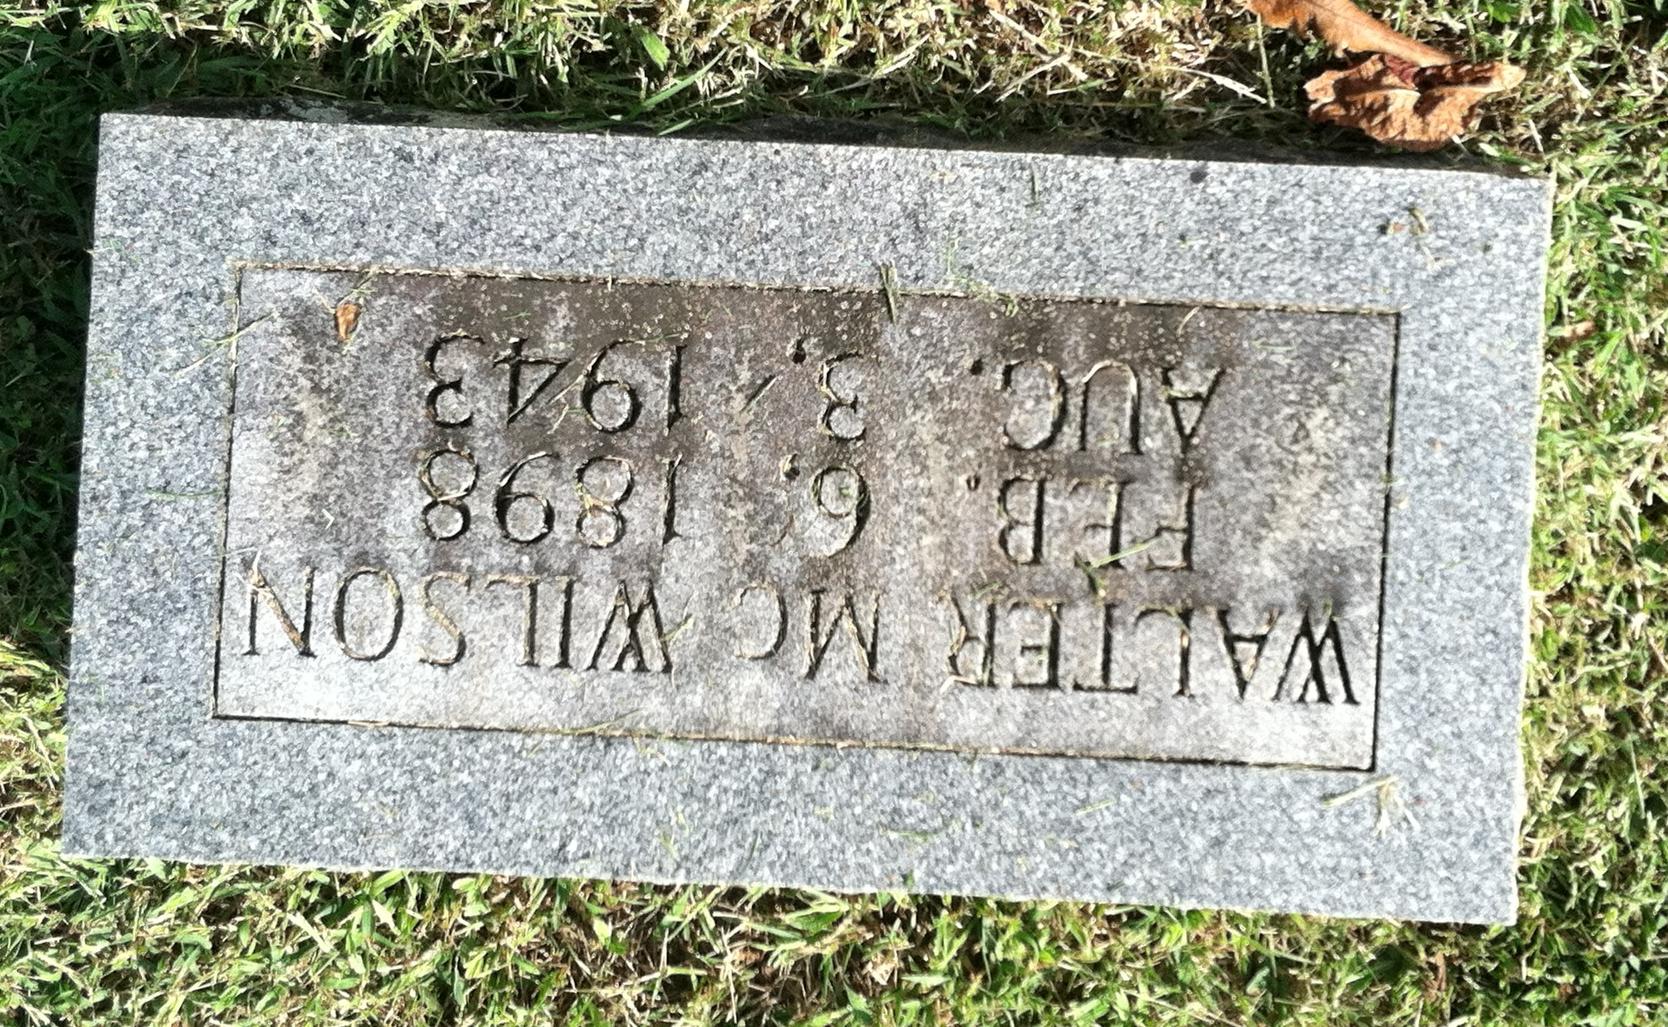 WALTER MC WILSON
FEB. 6, 1898
AUG. 3, 1943